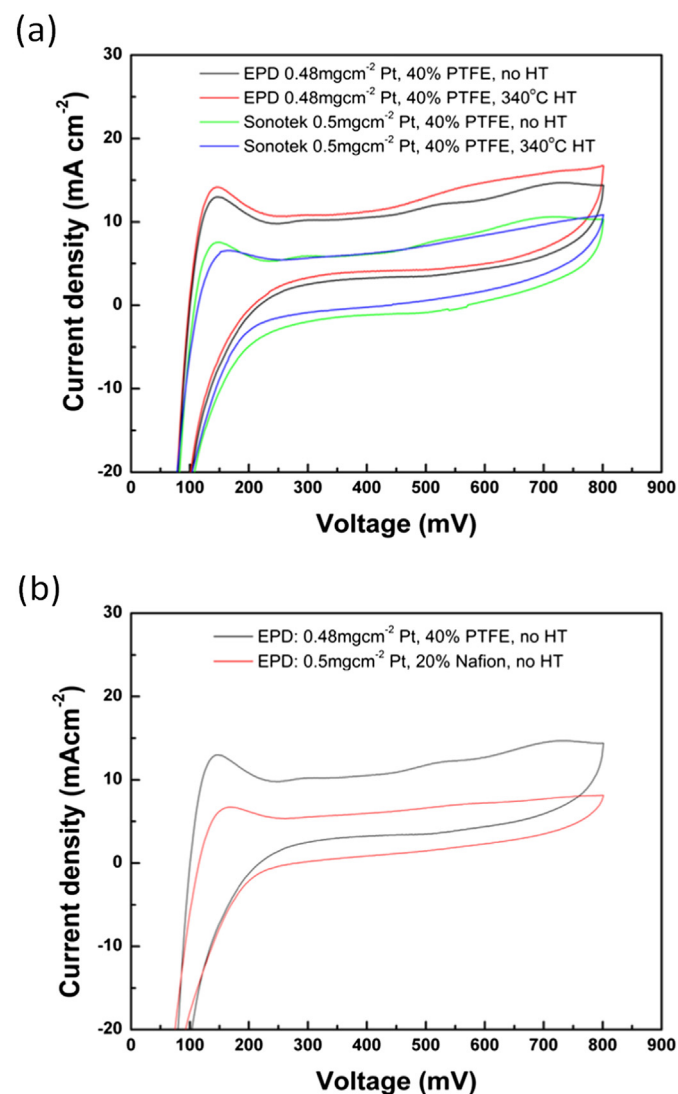 (a)
30
20
10
0
-10
-20
Current density (mA cm⁻²)
EPD 0.48mgcm⁻² Pt, 40% PTFE, no HT
EPD 0.48mgcm⁻² Pt, 40% PTFE, 340°C HT
Sonotek 0.5mgcm⁻² Pt, 40% PTFE, no HT
Sonotek 0.5mgcm⁻² Pt, 40% PTFE, 340°C HT
0 100 200 300 400 500 600 700 800 900
Voltage (mV)
(b)
30
20
10
0
-10
-20
Current density (mAcm⁻²)
EPD: 0.48mgcm⁻² Pt, 40% PTFE, no HT
EPD: 0.5mgcm⁻² Pt, 20% Nafion, no HT
0 100 200 300 400 500 600 700 800 900
Voltage (mV)